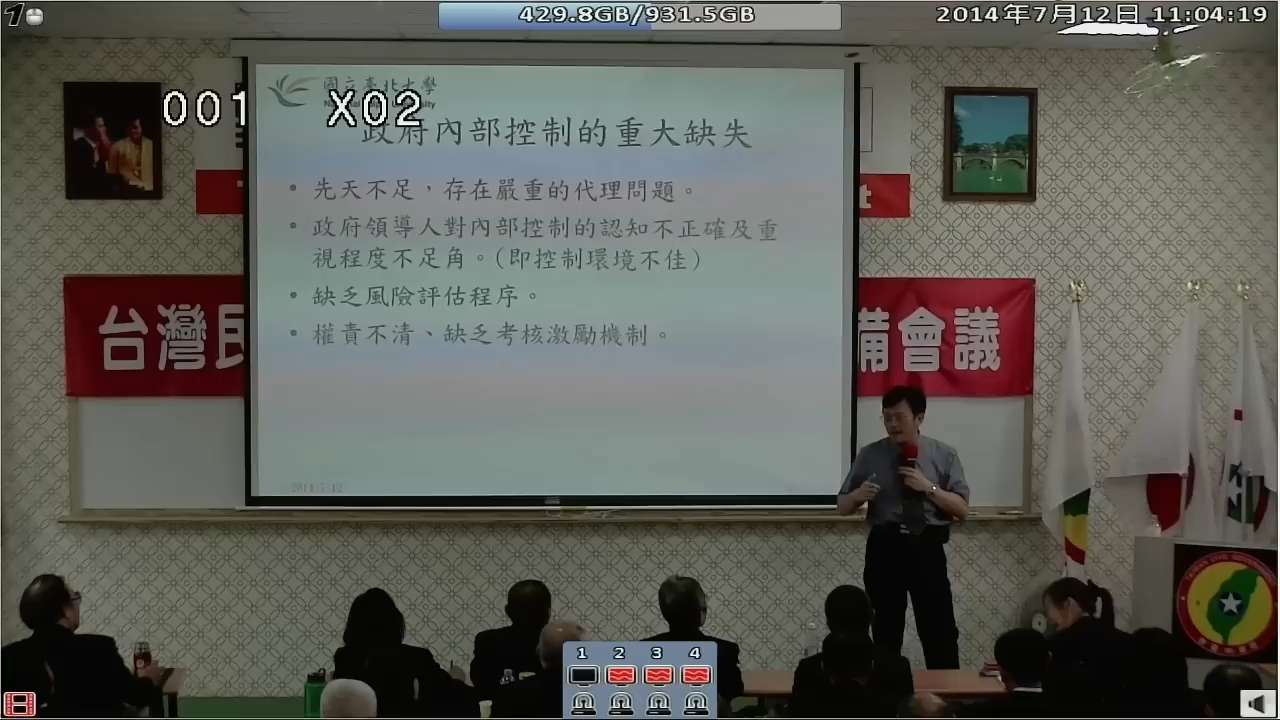 1
429.8GB/931.5GB
2014年7月12日 11:04:19
001 X02
國立臺北大學
政府內部控制的重大缺失
• 先天不足，存在嚴重的代理問題。
• 政府領導人對內部控制的認知不正確及重
視程度不足角。(即控制環境不佳)
• 缺乏風險評估程序。
• 權責不清、缺乏考核激勵機制。
2014/7/12
t
台灣民
備會議
TAIWAN CIVIL GOVERNMENT
1 2 3 4